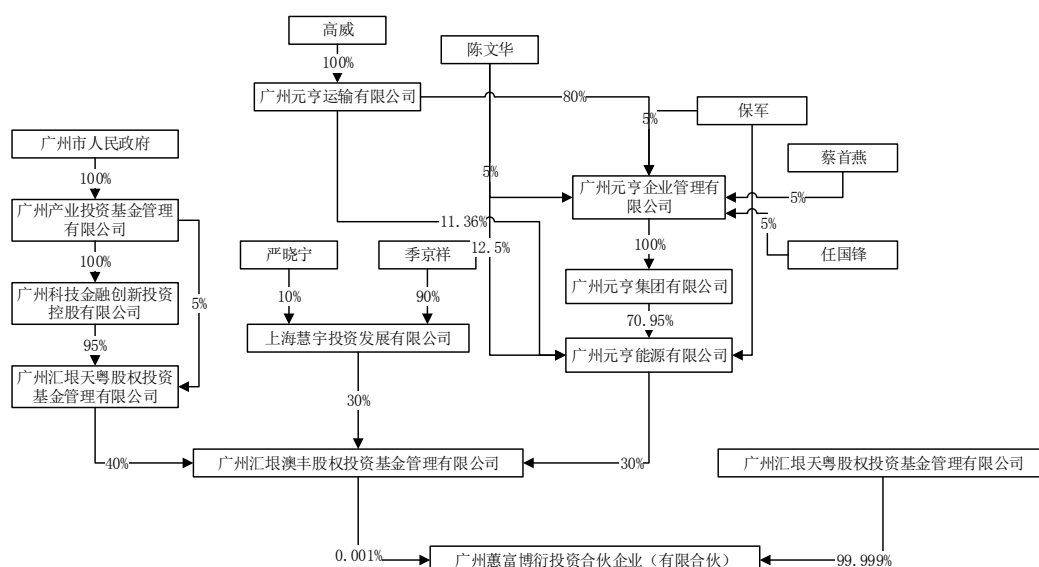 高威
陈文华
100%
广州元亨运输有限公司
80%
保军
5%
广州市人民政府
蔡首燕
100%
5%
广州元亨企业管理有
限公司
5%
广州产业投资基金管理
有限公司
11.36%
5%
12.5%
100%
严晓宁
季京祥
任国锋
100%
广州科技金融创新投资
控股有限公司
5%
10%
90%
广州元亨集团有限公司
70.95%
上海慧宇投资发展有限公司
95%
广州元亨能源有限公司
广州汇垠天粤股权投资
基金管理有限公司
30%
40%
广州汇垠澳丰股权投资基金管理有限公司
30%
广州汇垠天粤股权投资基金管理有限公司
0.001%
广州蕙富博衍投资合伙企业（有限合伙）
99.999%